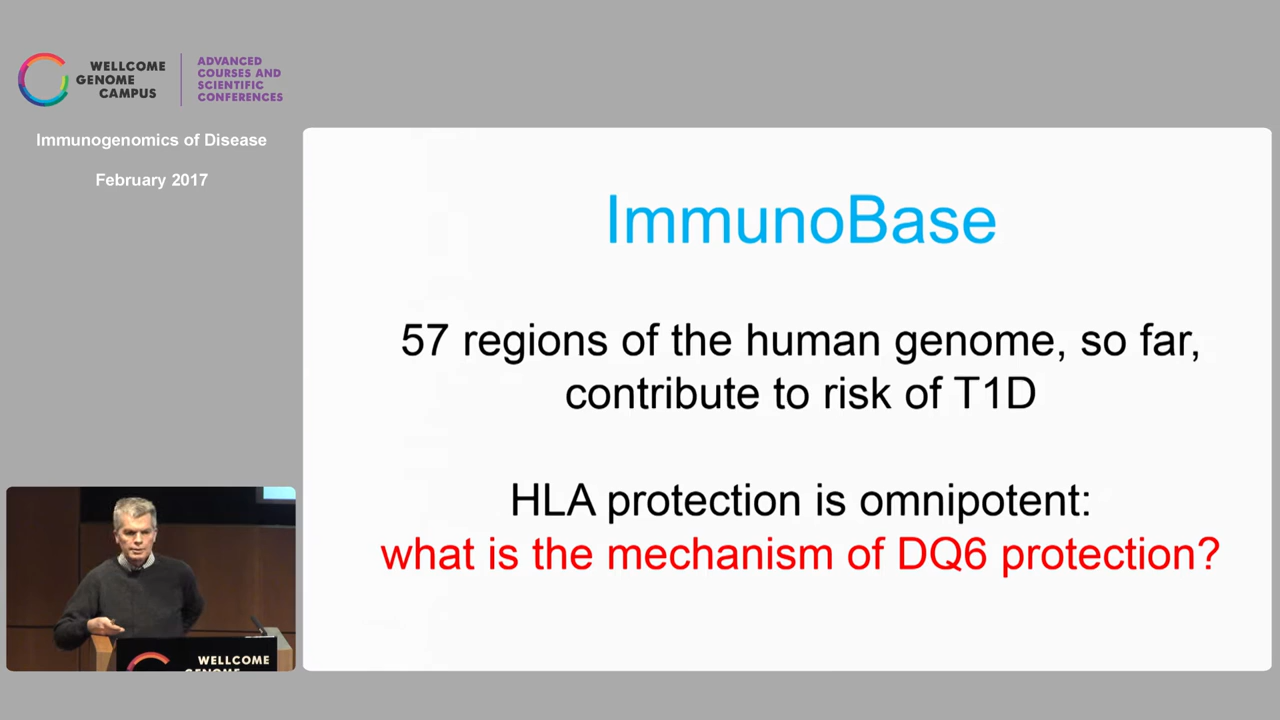 WELLCOME
GENOME
CAMPUS
ADVANCED
COURSES AND
SCIENTIFIC
CONFERENCES
Immunogenomics of Disease
February 2017
ImmunoBase
57 regions of the human genome, so far,
contribute to risk of T1D
HLA protection is omnipotent:
what is the mechanism of DQ6 protection?
WELLCOME
GENOME